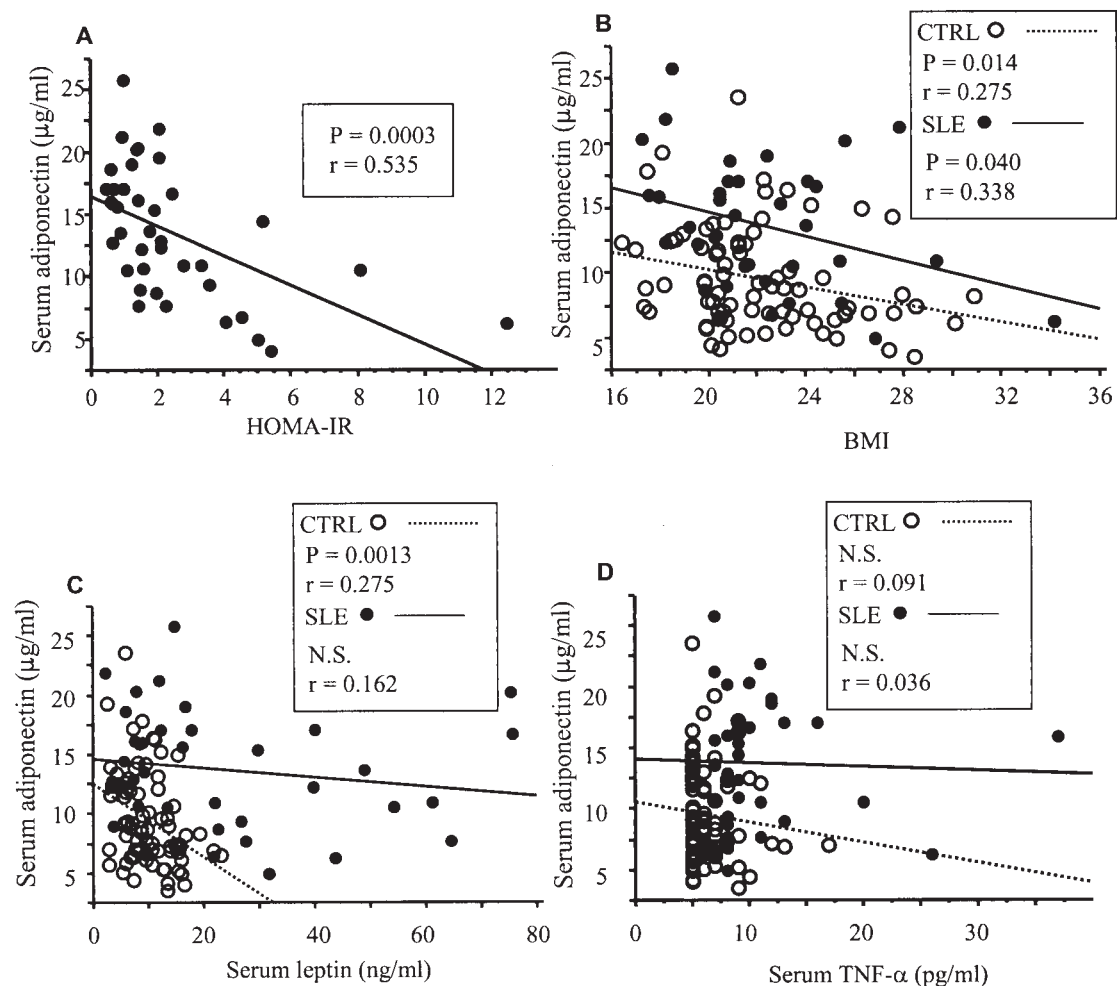 A
Serum adiponectin (µg/ml)
25
20
15
10
5
0 2 4 6 8 10 12
HOMA-IR
P = 0.0003
r = 0.535
B
Serum adiponectin (µg/ml)
25
20
15
10
5
16 20 24 28 32 36
BMI
CTRL
P = 0.014
r = 0.275
SLE
P = 0.040
r = 0.338
C
Serum adiponectin (µg/ml)
25
20
15
10
5
0 20 40 60 80
Serum leptin (ng/ml)
CTRL
P = 0.0013
r = 0.275
SLE
N.S.
r = 0.162
D
Serum adiponectin (µg/ml)
25
20
15
10
5
0 10 20 30
Serum TNF-α (pg/ml)
CTRL
N.S.
r = 0.091
SLE
N.S.
r = 0.036